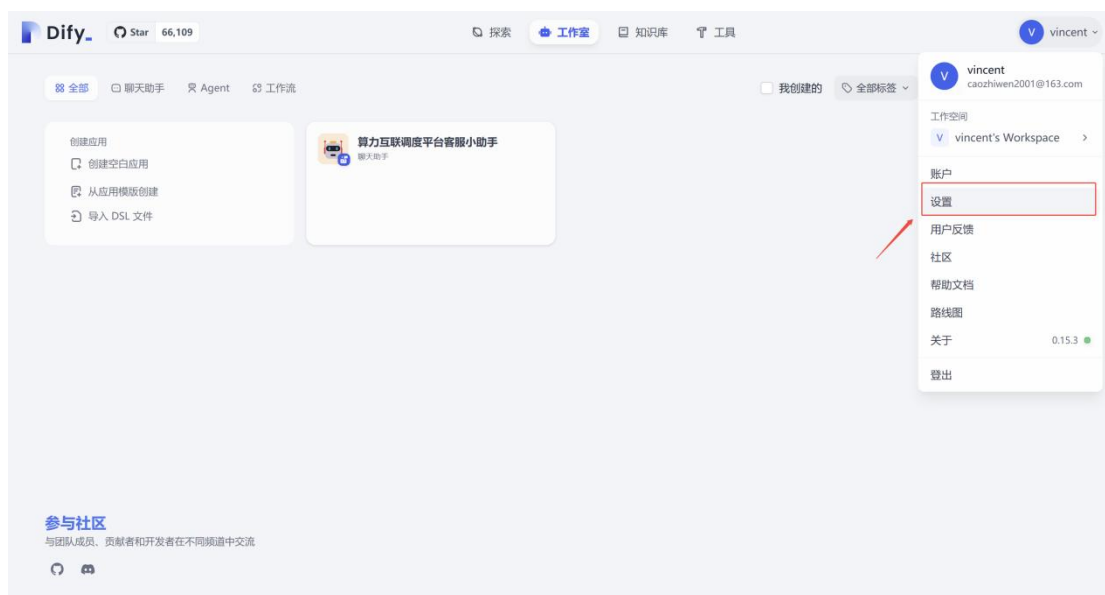 Dify_ Star 66,109 探索 工作室 知识库 工具 V vincent
全部 聊天助手 Agent 工作流 我创建的 全部标签
V vincent
caozhiwen2001@163.com
工作空间
V vincent's Workspace
账户
设置
用户反馈
社区
帮助文档
路线图
关于 0.15.3
登出
创建应用
创建空白应用
从应用模版创建
导入 DSL 文件
算力互联调度平台客服小助手
聊天助手
参与社区
与团队成员、贡献者和开发者在不同频道中交流